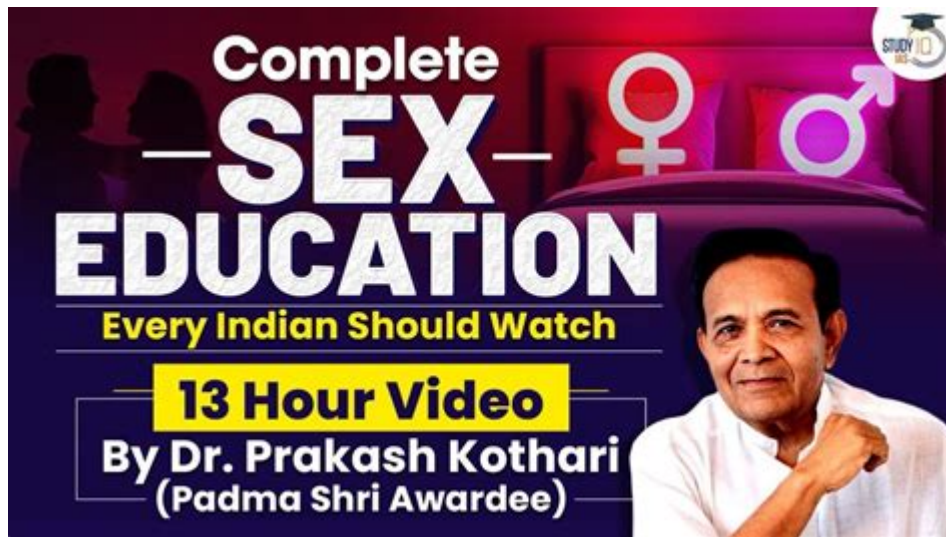 Complete
SEX
EDUCATION
Every Indian Should Watch
13 Hour Video
By Dr. Prakash Kothari
(Padma Shri Awardee)
STUDY IQ
IAS